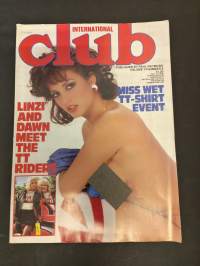 INTERNATIONAL
club
LINZI
AND
DAWN
MEET
THE
TT
RIDERS
MISS WET
TT-SHIRT
EVENT